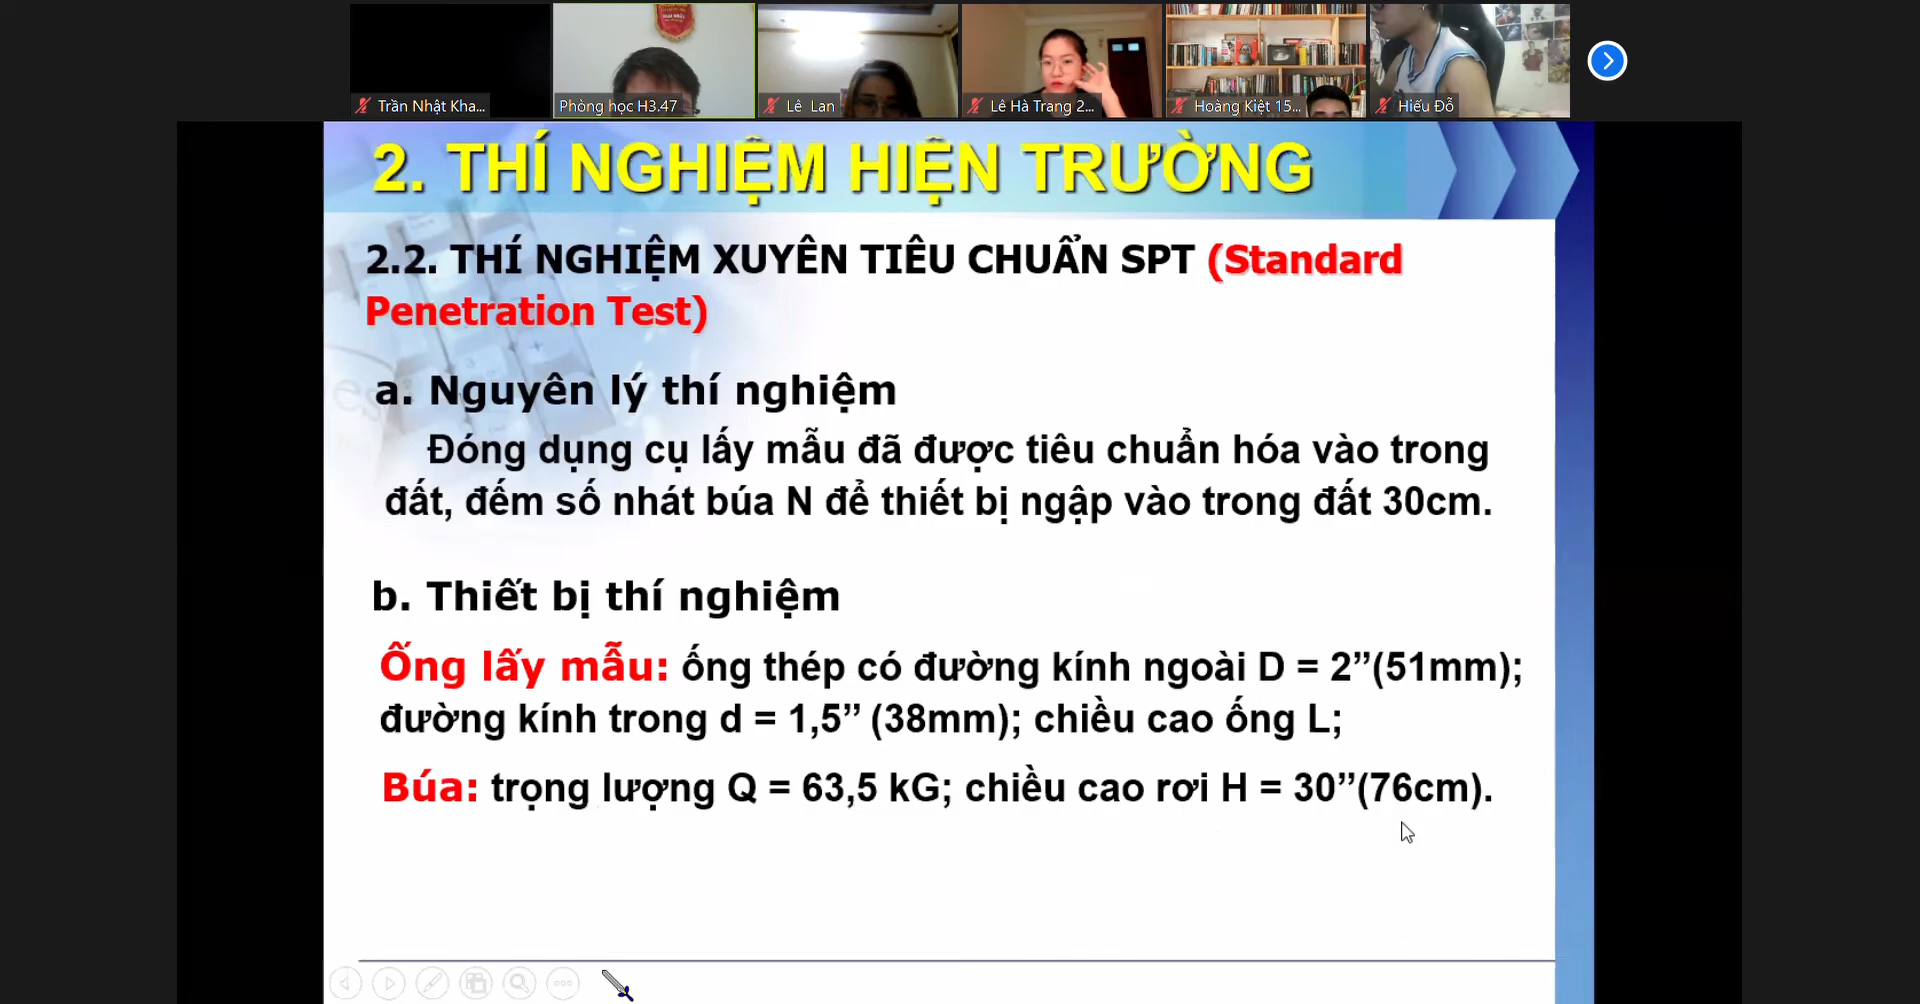 Trần Nhật Kha...
Phòng học H3.47
Lê Lan
Lê Hà Trang 2...
Hoàng Kiệt 15...
Hiếu Đỗ
2. THÍ NGHIỆM HIỆN TRƯỜNG
2.2. THÍ NGHIỆM XUYÊN TIÊU CHUẨN SPT (Standard
Penetration Test)
a. Nguyên lý thí nghiệm
Đóng dụng cụ lấy mẫu đã được tiêu chuẩn hóa vào trong
đất, đếm số nhát búa N để thiết bị ngập vào trong đất 30cm.
b. Thiết bị thí nghiệm
Ống lấy mẫu: ống thép có đường kính ngoài D = 2”(51mm);
đường kính trong d = 1,5” (38mm); chiều cao ống L;
Búa: trọng lượng Q = 63,5 kG; chiều cao rơi H = 30”(76cm).